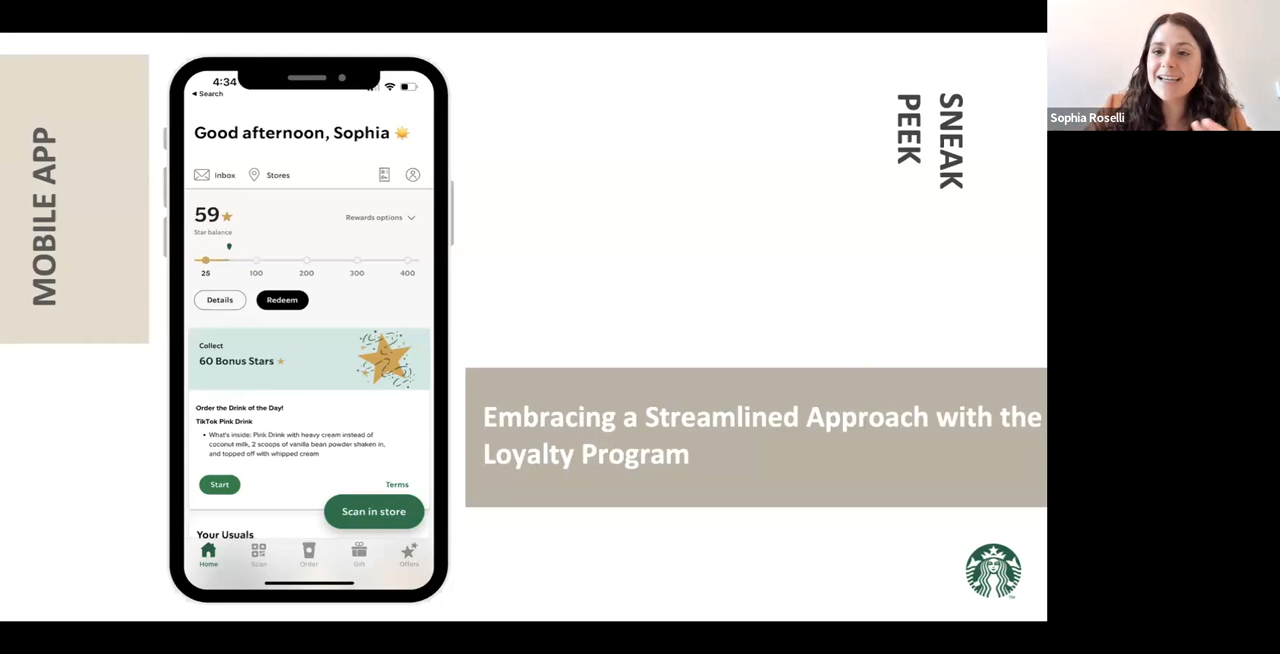 MOBILE APP
4:34
Search
Good afternoon, Sophia
Inbox
Stores
59
Rewards options
Star balance
25 100 200 300 400
Details
Redeem
Collect
60 Bonus Stars
Order the Drink of the Day!
TikTok Pink Drink
• What's inside: Pink Drink with heavy cream instead of
coconut milk, 2 scoops of vanilla bean powder shaken in,
and topped off with whipped cream
Start
Terms
Scan in store
Your Usuals
Home
Scan
Order
Gift
Offers
SNEAK
PEEK
Embracing a Streamlined Approach with the
Loyalty Program
TM
Sophia Roselli